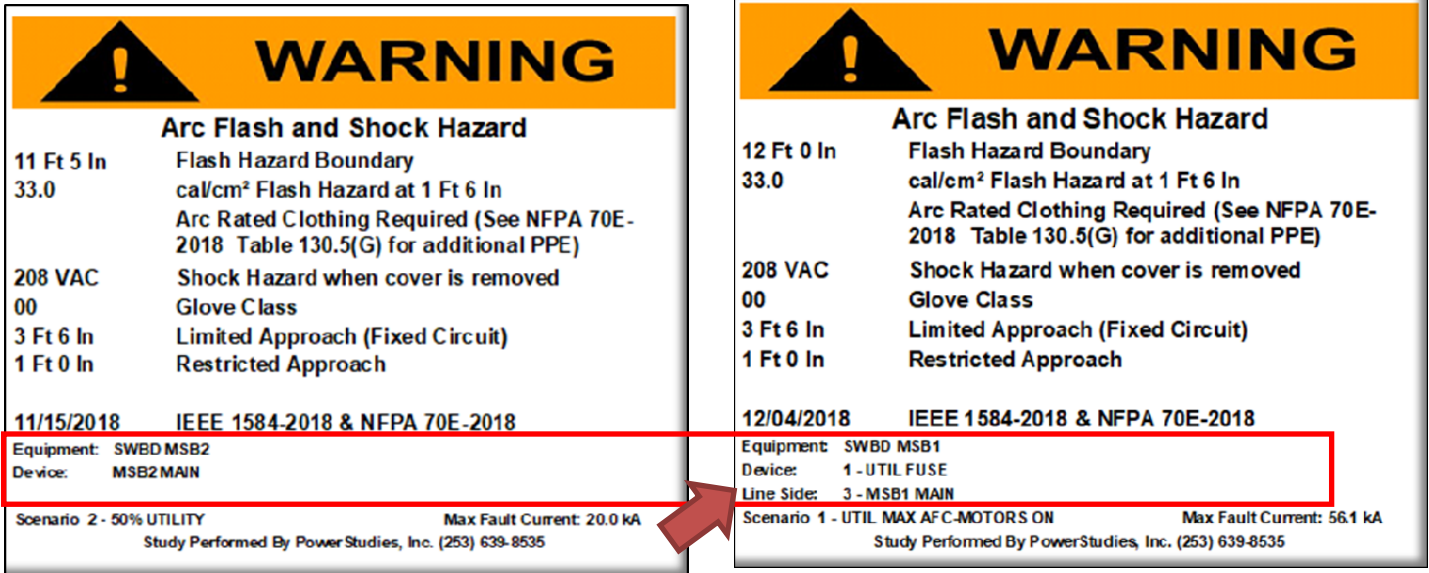 WARNING
Arc Flash and Shock Hazard
11 Ft 5 In Flash Hazard Boundary
33.0 cal/cm² Flash Hazard at 1 Ft 6 In
Arc Rated Clothing Required (See NFPA 70E-
2018 Table 130.5(G) for additional PPE)
208 VAC Shock Hazard when cover is removed
00 Glove Class
3 Ft 6 In Limited Approach (Fixed Circuit)
1 Ft 0 In Restricted Approach
11/15/2018 IEEE 1584-2018 & NFPA 70E-2018
Equipment: SWBD MSB2
Device: MSB2 MAIN
Scenario 2 - 50% UTILITY Max Fault Current: 20.0 kA
Study Performed By PowerStudies, Inc. (253) 639-8535
WARNING
Arc Flash and Shock Hazard
12 Ft 0 In Flash Hazard Boundary
33.0 cal/cm² Flash Hazard at 1 Ft 6 In
Arc Rated Clothing Required (See NFPA 70E-
2018 Table 130.5(G) for additional PPE)
208 VAC Shock Hazard when cover is removed
00 Glove Class
3 Ft 6 In Limited Approach (Fixed Circuit)
1 Ft 0 In Restricted Approach
12/04/2018 IEEE 1584-2018 & NFPA 70E-2018
Equipment: SWBD MSB1
Device: 1 - UTIL FUSE
Line Side: 3 - MSB1 MAIN
Scenario 1 - UTIL MAX AFC-MOTORS ON Max Fault Current: 56.1 kA
Study Performed By PowerStudies, Inc. (253) 639-8535